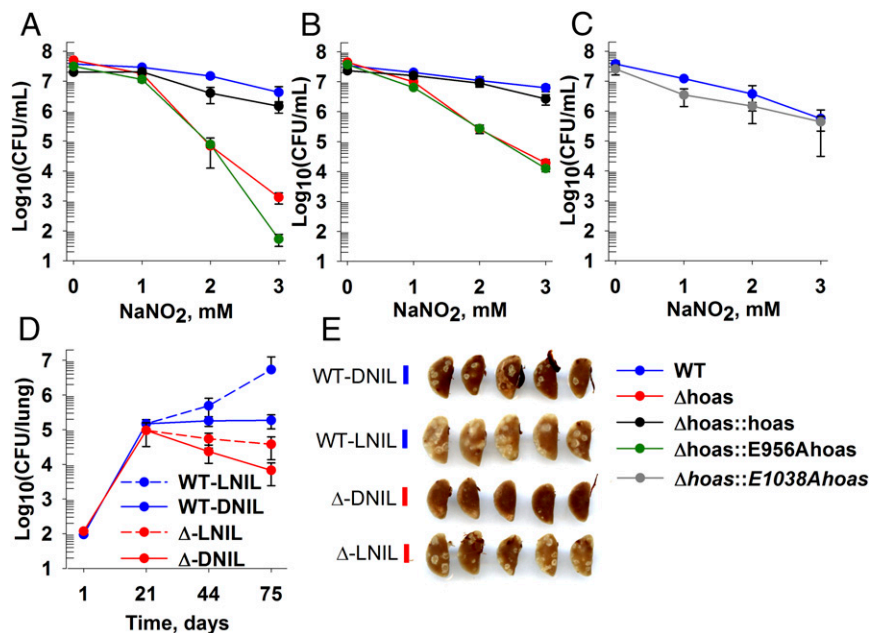 A
B
C
Log10(CFU/mL)
8
7
6
5
4
3
2
1
0 1 2 3
NaNO2, mM
Log10(CFU/mL)
8
7
6
5
4
3
2
1
0 1 2 3
NaNO2, mM
Log10(CFU/mL)
8
7
6
5
4
3
2
1
0 1 2 3
NaNO2, mM
D
Log10(CFU/lung)
7
6
5
4
3
2
1
WT-LNIL
WT-DNIL
Δ-LNIL
Δ-DNIL
1 21 44 75
Time, days
E
WT-DNIL
WT-LNIL
Δ-DNIL
Δ-LNIL
WT
Δhoas
Δhoas::hoas
Δhoas::E956Ahoas
Δhoas::E1038Ahoas